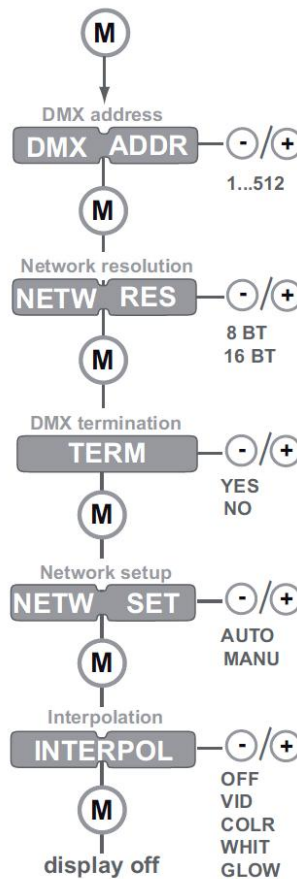 M
DMX address
DMX ADDR -/+
1...512
M
Network resolution
NETW RES -/+
8 BT
16 BT
M
DMX termination
TERM -/+
YES
NO
M
Network setup
NETW SET -/+
AUTO
MANU
M
Interpolation
INTERPOL -/+
OFF
VID
COLR
M
WHIT
display off
GLOW